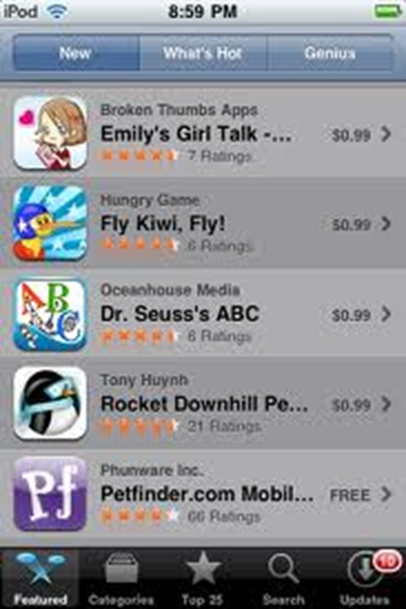 iPod 8:59 PM
New What's Hot Genius
Broken Thumbs Apps
Emily's Girl Talk -... $0.99
7 Ratings
Hungry Game
Fly Kiwi, Fly! $0.99
6 Ratings
ABC
Oceanhouse Media
Dr. Seuss's ABC $0.99
6 Ratings
Tony Huynh
Rocket Downhill Pe... $0.99
21 Ratings
Pf
Phunware Inc.
Petfinder.com Mobil... FREE
66 Ratings
10
Featured Categories Top 25 Search Updates